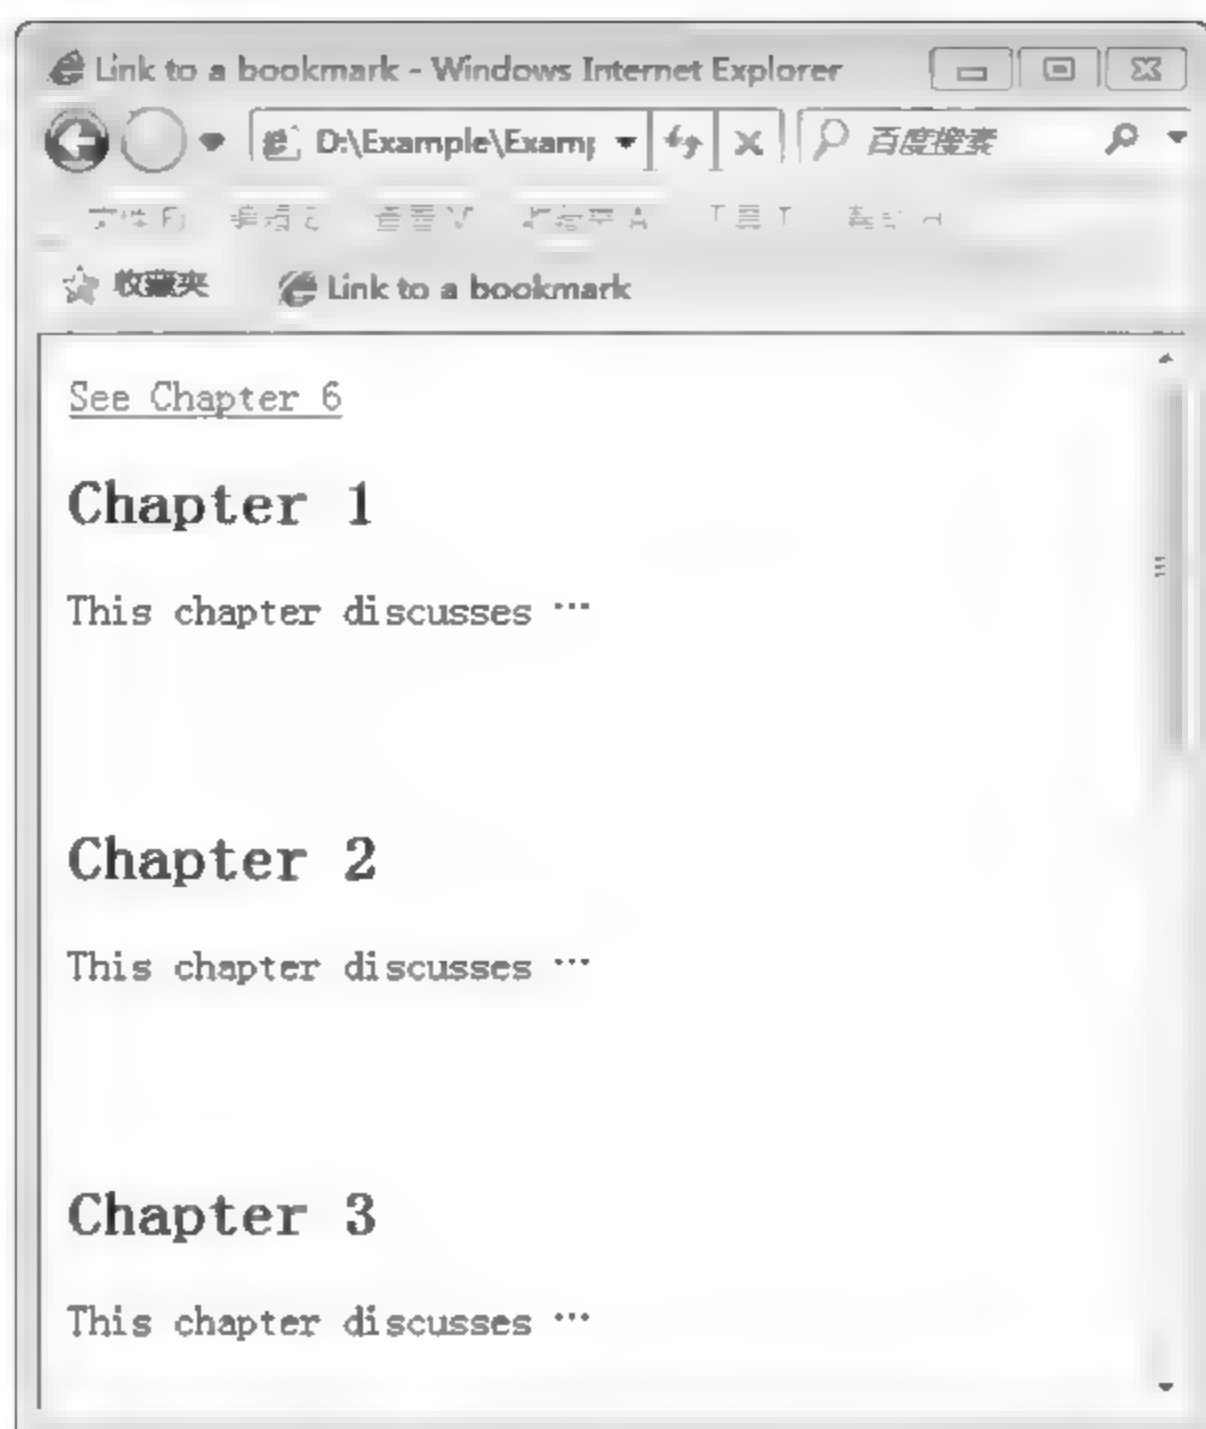 Link to a bookmark - Windows Internet Explorer
D:\Example\Examp 百度搜索
收藏夹 Link to a bookmark
See Chapter 6
Chapter 1
This chapter discusses …
Chapter 2
This chapter discusses …
Chapter 3
This chapter discusses …